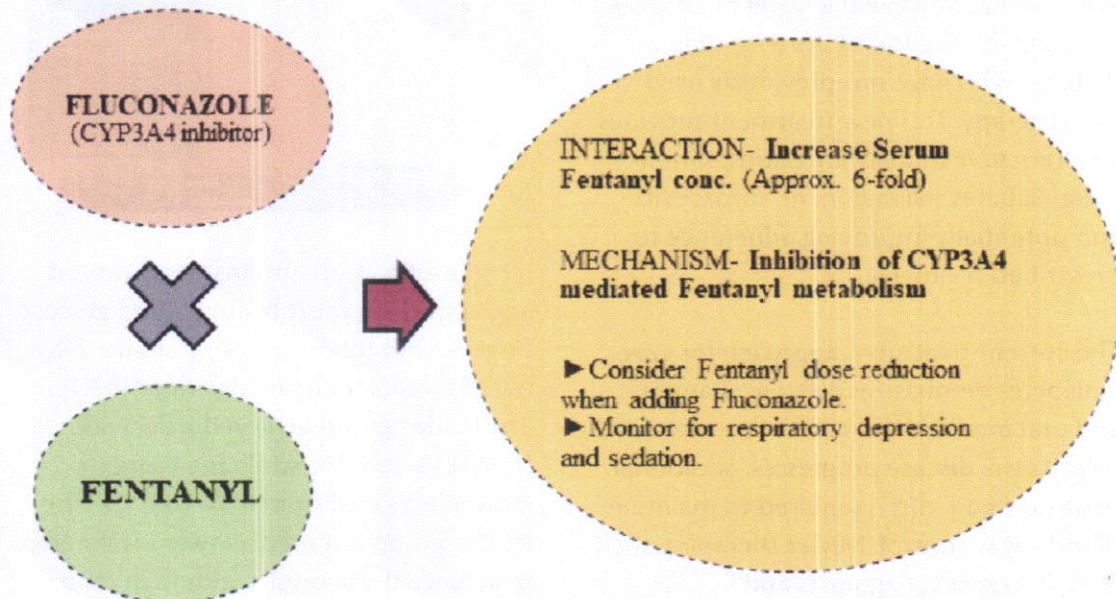 FLUCONAZOLE
(CYP3A4 inhibitor)
FENTANYL
INTERACTION- Increase Serum
Fentanyl conc. (Approx. 6-fold)
MECHANISM- Inhibition of CYP3A4
mediated Fentanyl metabolism
►Consider Fentanyl dose reduction
when adding Fluconazole.
►Monitor for respiratory depression
and sedation.